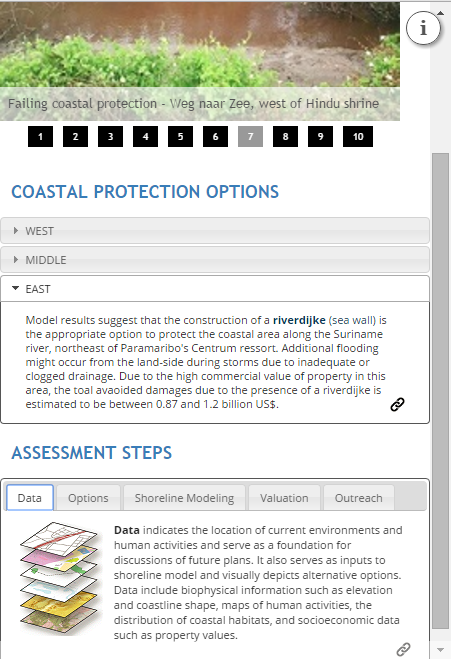 Failing coastal protection - Weg naar Zee, west of Hindu shrine
i
1 2 3 4 5 6 7 8 9 10
COASTAL PROTECTION OPTIONS
WEST
MIDDLE
EAST
Model results suggest that the construction of a riverdijke (sea wall) is
the appropriate option to protect the coastal area along the Suriname
river, northeast of Paramaribo's Centrum ressort. Additional flooding
might occur from the land-side during storms due to inadequate or
clogged drainage. Due to the high commercial value of property in this
area, the toal avaoided damages due to the presence of a riverdijke is
estimated to be between 0.87 and 1.2 billion US$.
ASSESSMENT STEPS
Data Options Shoreline Modeling Valuation Outreach
Data indicates the location of current environments and
human activities and serve as a foundation for
discussions of future plans. It also serves as inputs to
shoreline model and visually depicts alternative options.
Data include biophysical information such as elevation
and coastline shape, maps of human activities, the
distribution of coastal habitats, and socioeconomic data
such as property values.